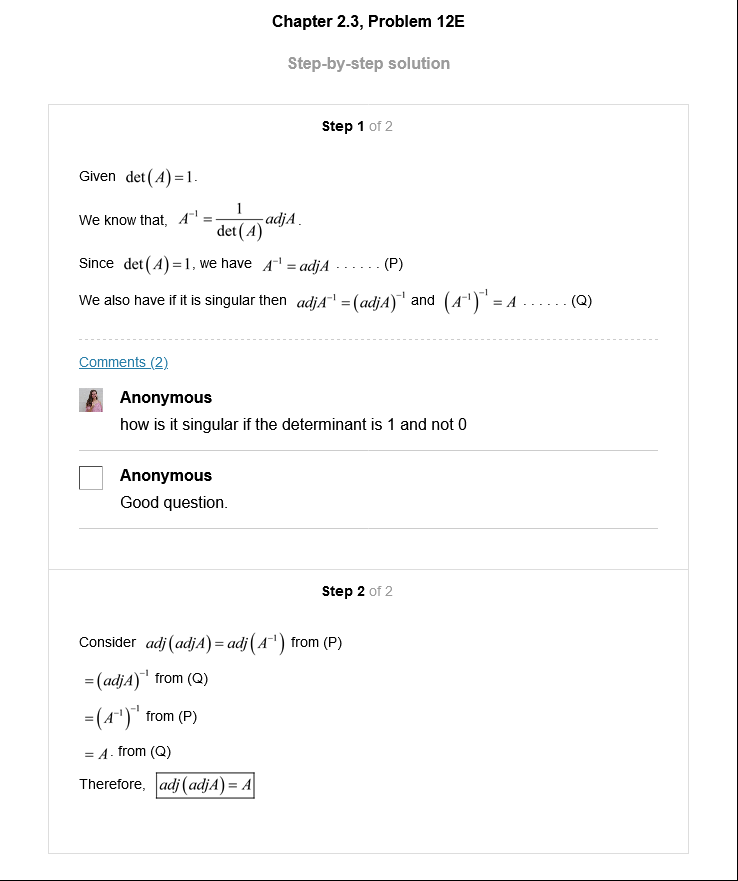 Chapter 2.3, Problem 12E
Step-by-step solution
Step 1 of 2
Given det(A)=1.
We know that, A⁻¹ = 1/det(A) adjA.
Since det(A)=1, we have A⁻¹ = adjA ......(P)
We also have if it is singular then adjA⁻¹ = (adjA)⁻¹ and (A⁻¹)⁻¹ = A ......(Q)
Comments (2)
Anonymous
how is it singular if the determinant is 1 and not 0
Anonymous
Good question.
Step 2 of 2
Consider adj(adjA) = adj(A⁻¹) from (P)
= (adjA)⁻¹ from (Q)
= (A⁻¹)⁻¹ from (P)
= A. from (Q)
Therefore, adj(adjA) = A